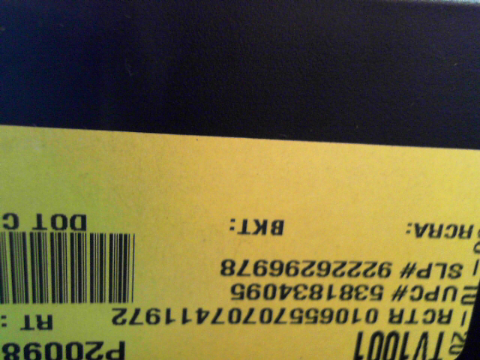 TV1001 P20098
RCTR 01065570707411972 RT :
UPC# 5381834095
SLP# 92226296978
RCRA: BKT: DOT C